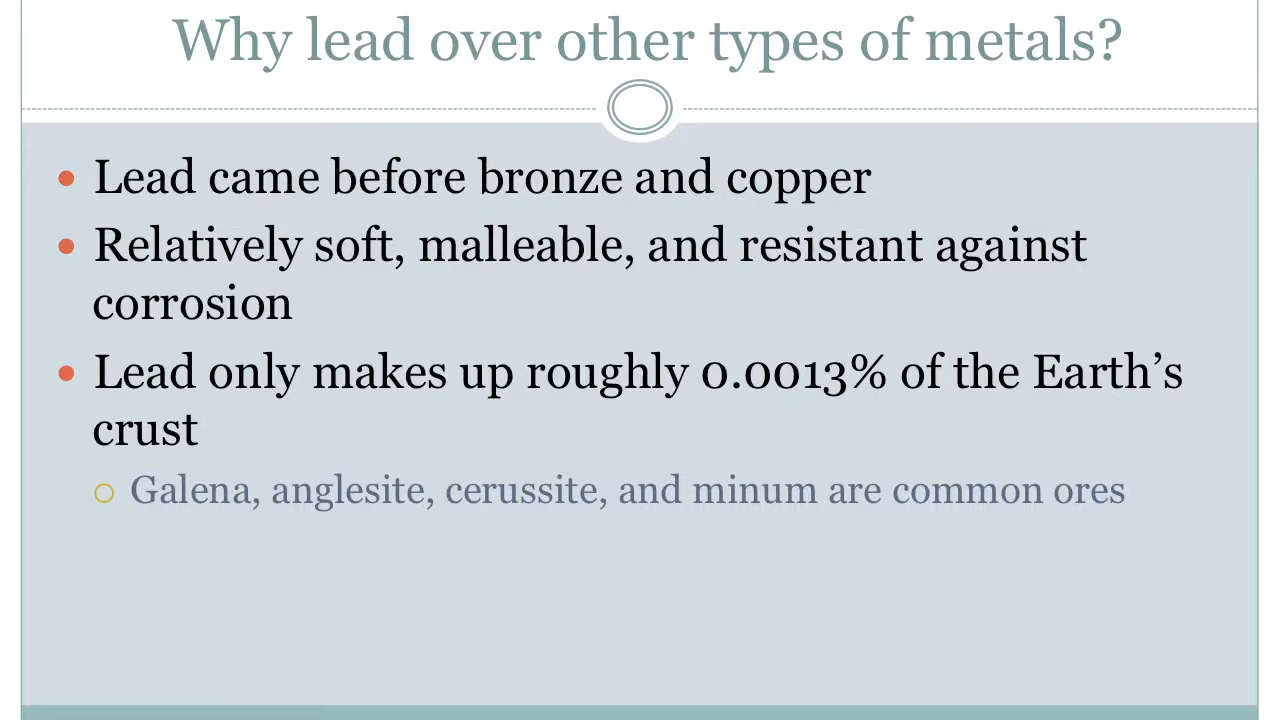 Why lead over other types of metals?
Lead came before bronze and copper
Relatively soft, malleable, and resistant against
corrosion
Lead only makes up roughly 0.0013% of the Earth’s
crust
Galena, anglesite, cerussite, and minum are common ores